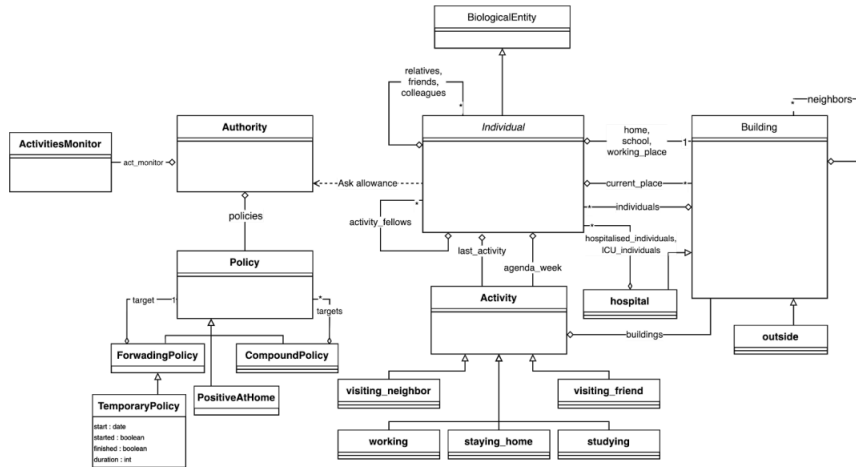 BiologicalEntity
relatives,
friends,
colleagues
*
neighbors
*
ActivitiesMonitor
act_monitor
Authority
Individual
home,
school,
working_place
1
Building
Ask allowance
current_place
*
*
individuals
*
activity_fellows
*
hospitalised_individuals,
ICU_individuals
policies
last_activity
agenda_week
Policy
target
1
*
targets
Activity
hospital
buildings
outside
ForwadingPolicy
CompoundPolicy
PositiveAtHome
visiting_neighbor
visiting_friend
TemporaryPolicy
start : date
started : boolean
finished : boolean
duration : int
working
staying_home
studying